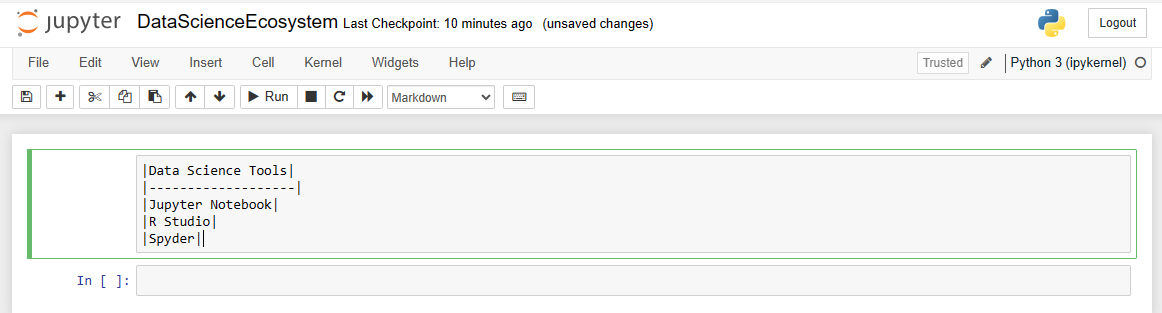 jupyter DataScienceEcosystem Last Checkpoint: 10 minutes ago (unsaved changes) Logout
File Edit View Insert Cell Kernel Widgets Help Trusted Python 3 (ipykernel)
Run Markdown
|Data Science Tools|
|-------------------|
|Jupyter Notebook|
|R Studio|
|Spyder|
In [ ]: